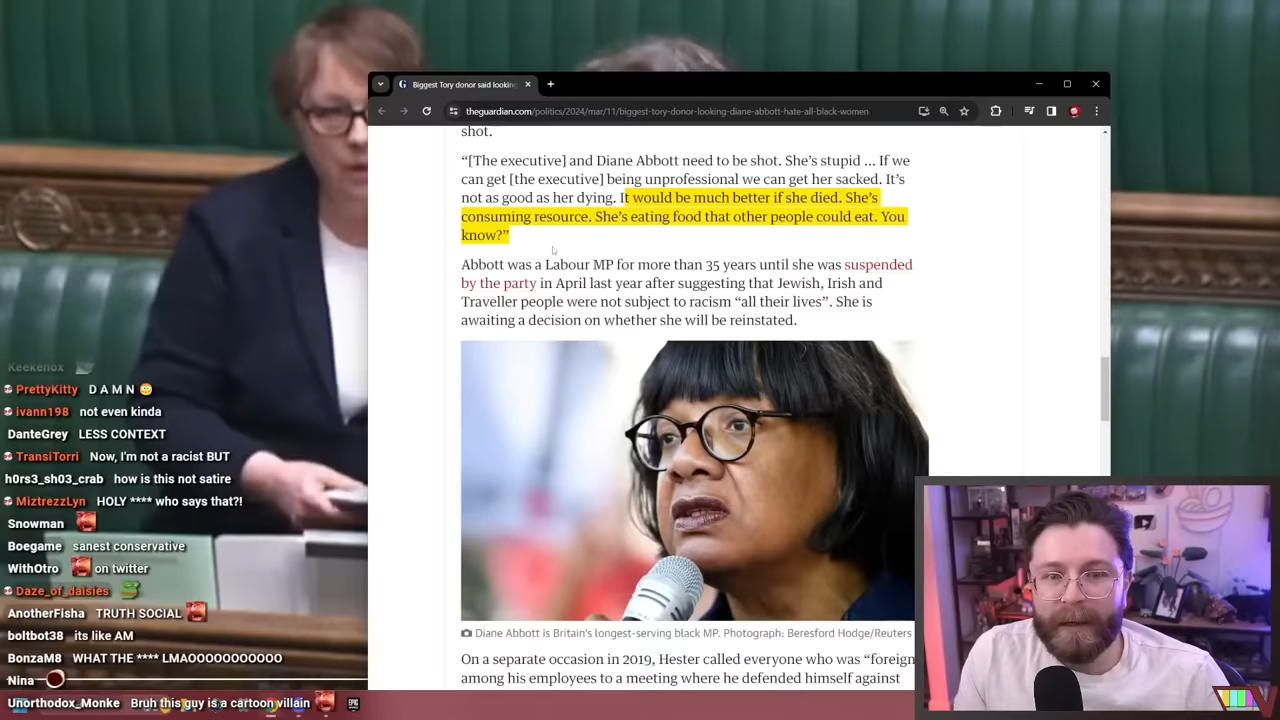 Biggest Tory donor said lookin
theguardian.com/politics/2024/mar/11/biggest-tory-donor-looking-diane-abbott-hate-all-black-women
shot.
“[The executive] and Diane Abbott need to be shot. She’s stupid ... If we
can get [the executive] being unprofessional we can get her sacked. It’s
not as good as her dying. It would be much better if she died. She’s
consuming resource. She’s eating food that other people could eat. You
know?”
Abbott was a Labour MP for more than 35 years until she was suspended
by the party in April last year after suggesting that Jewish, Irish and
Traveller people were not subject to racism “all their lives”. She is
awaiting a decision on whether she will be reinstated.
Diane Abbott is Britain's longest-serving black MP. Photograph: Beresford Hodge/Reuters
On a separate occasion in 2019, Hester called everyone who was “foreign
among his employees to a meeting where he defended himself against
Keekenox
PrettyKitty D A M N
ivann198 not even kinda
DanteGrey LESS CONTEXT
TransiTorri Now, I'm not a racist BUT
h0rs3_sh03_crab how is this not satire
MiztrezzLyn HOLY **** who says that?!
Snowman
Boegame sanest conservative
WithOtro on twitter
Daze_of_daisies
AnotherFisha TRUTH SOCIAL
boltbot38 its like AM
BonzaM8 WHAT THE **** LMAOOOOOOOOOO
Nina
Unorthodox_Monke Bruh this guy is a cartoon villain
EPIC